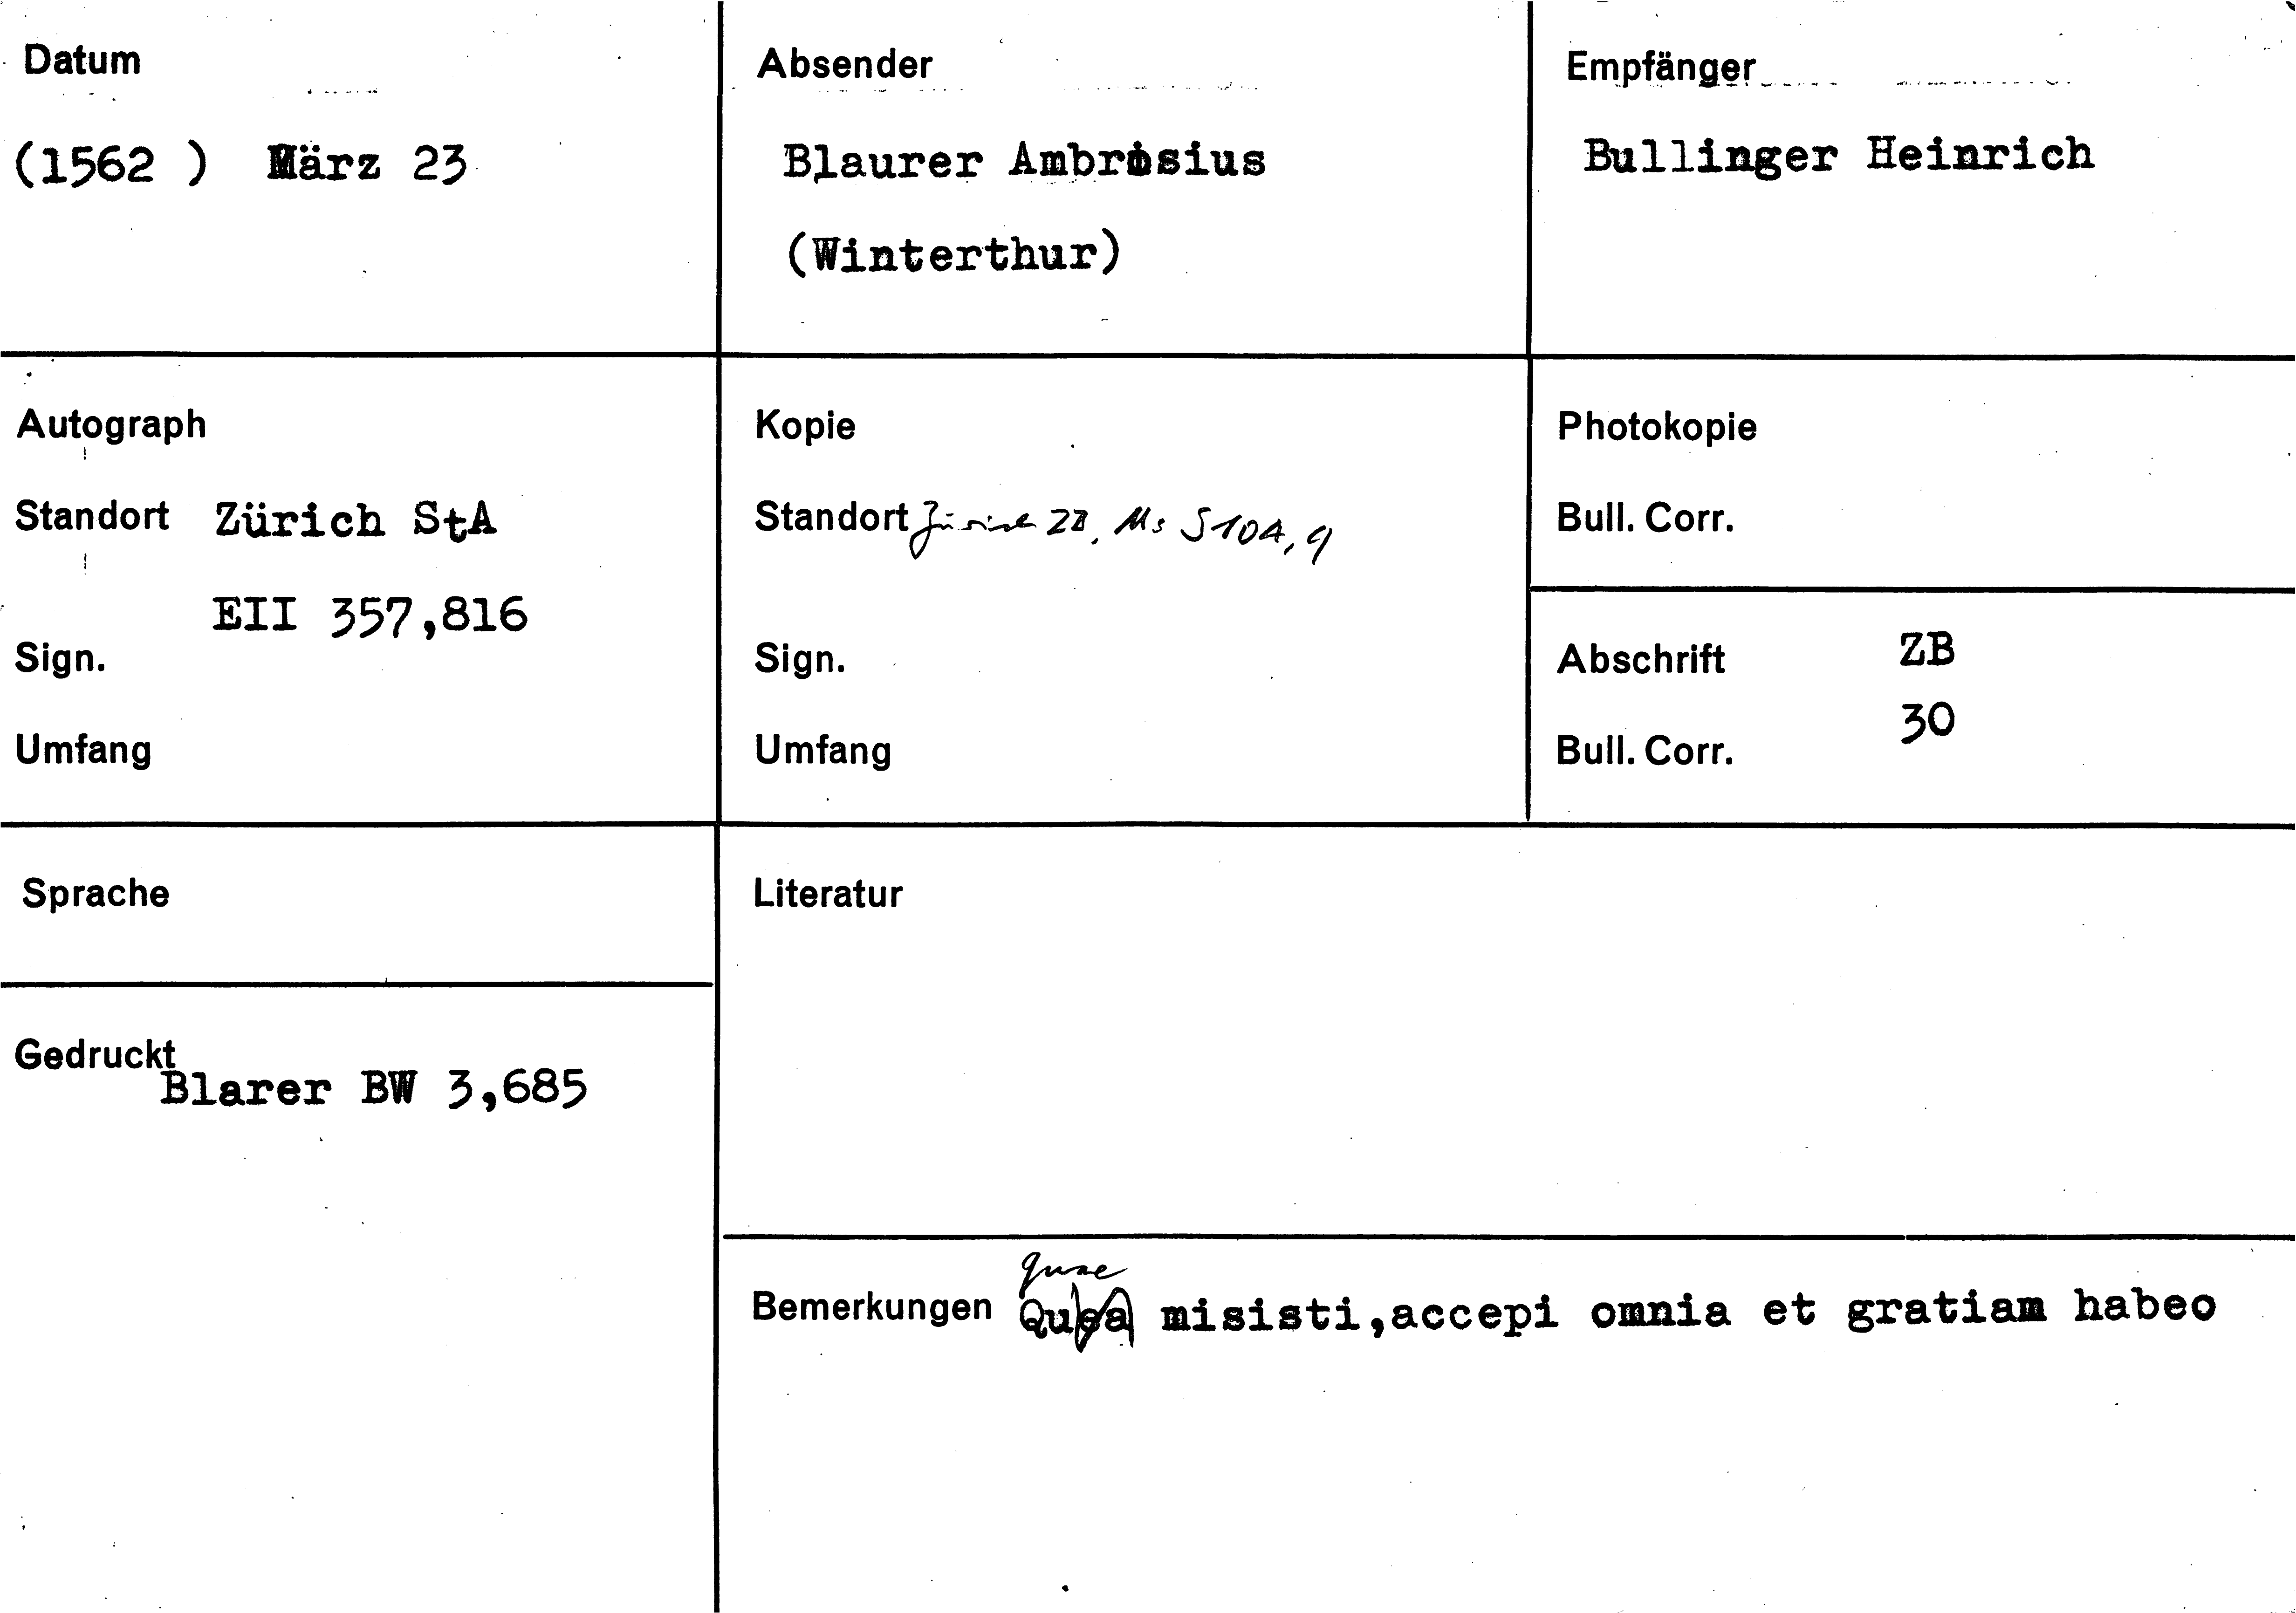 Datum
(1562 ) März 23
Absender
Blaurer Ambrosius
(Winterthur)
Empfänger
Bullinger Heinrich
Autograph
Standort Zürich StA
EII 357,816
Sign.
Umfang
Kopie
Standort Zürich ZB, Ms S 104, 9
Sign.
Umfang
Photokopie
Bull. Corr.
Abschrift ZB
30
Bull. Corr.
Sprache
Gedruckt
Blarer BW 3,685
Literatur
quae
Bemerkungen Quea misisti,accepi omnia et gratiam habeo